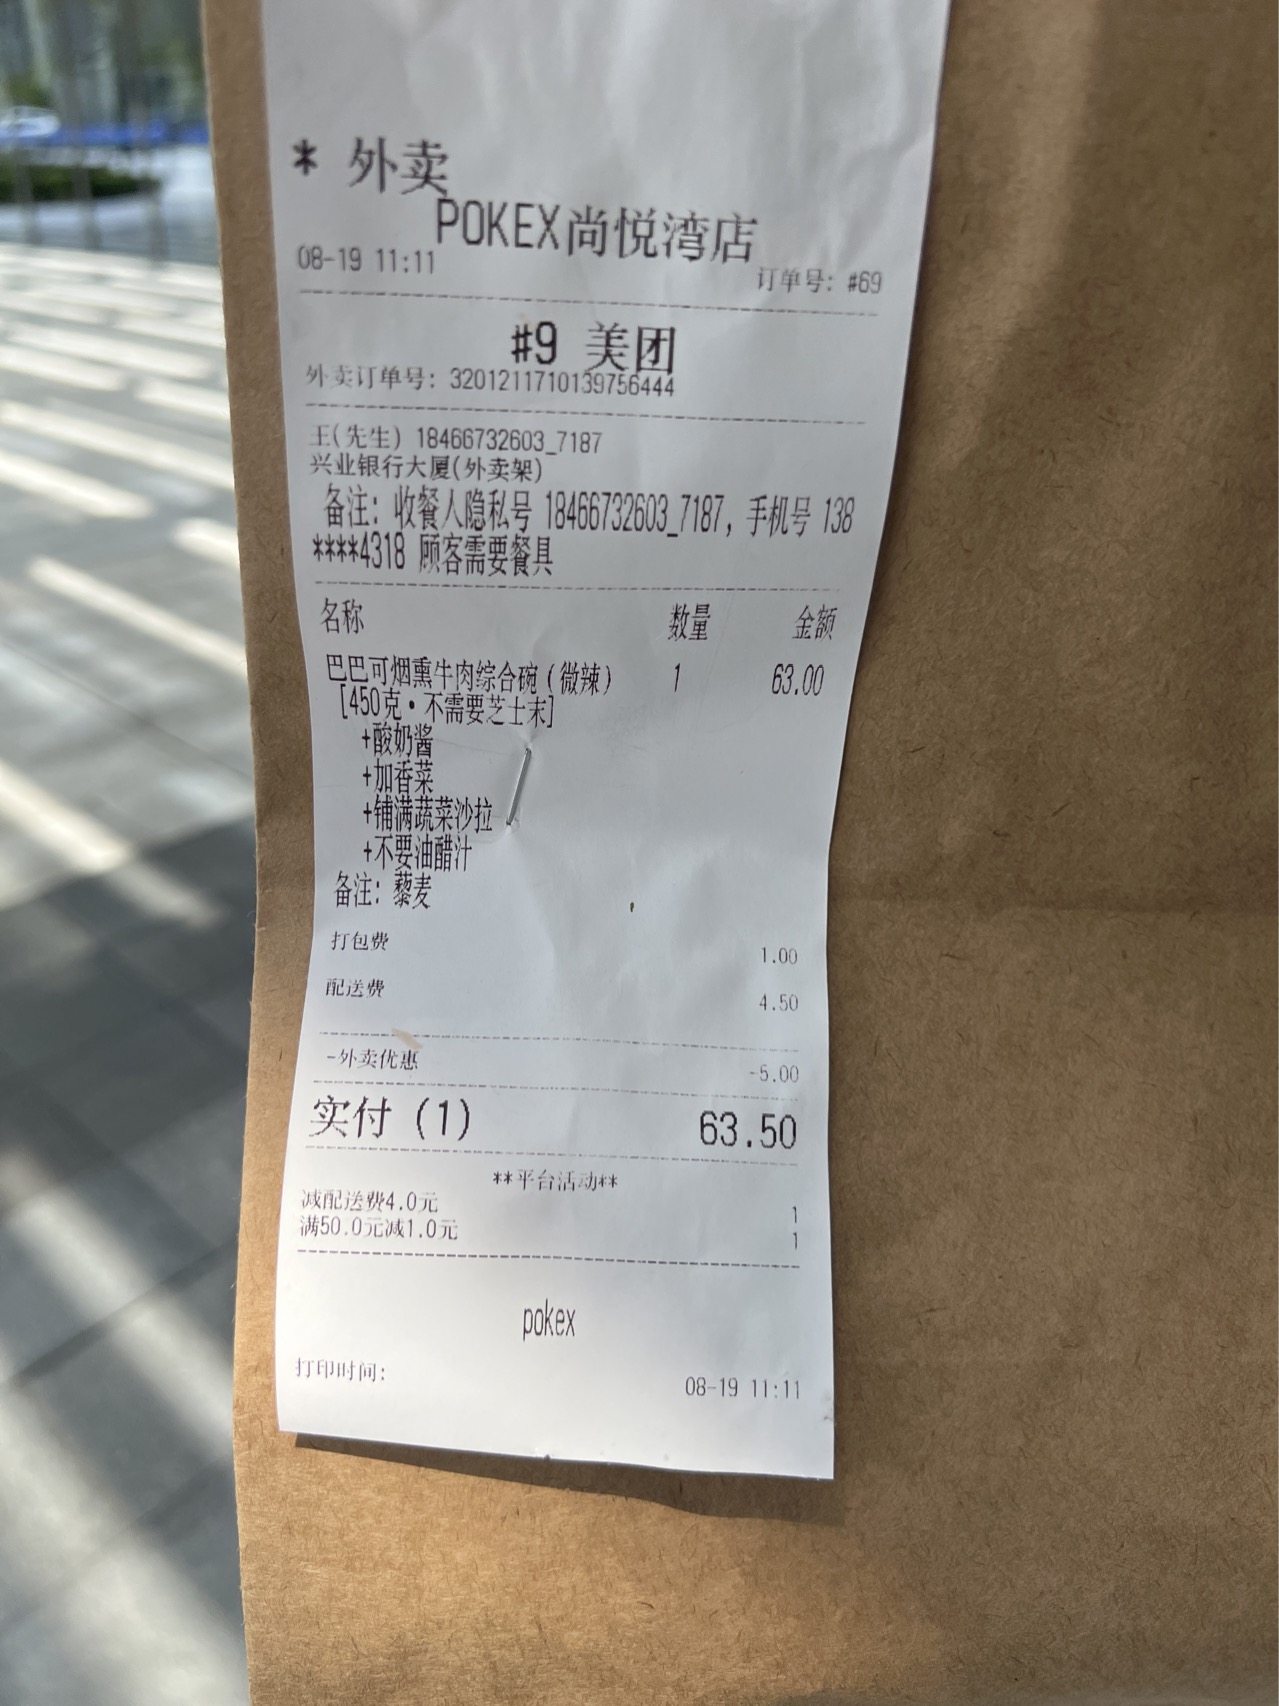 * 外卖
POKEX尚悦湾店
08-19 11:11
订单号: #69
#9 美团
外卖订单号: 3201211710139756444
王(先生) 18466732603_7187
兴业银行大厦(外卖架)
备注: 收餐人隐私号 18466732603_7187, 手机号 138
****4318 顾客需要餐具
名称 数量 金额
巴巴可烟熏牛肉综合碗(微辣) 1 63.00
[450克·不需要芝士末]
+酸奶酱
+加香菜
+铺满蔬菜沙拉
+不要油醋汁
备注: 藜麦
打包费 1.00
配送费 4.50
-外卖优惠 -5.00
实付(1) 63.50
**平台活动**
减配送费4.0元 1
满50.0元减1.0元 1
pokex
打印时间: 08-19 11:11